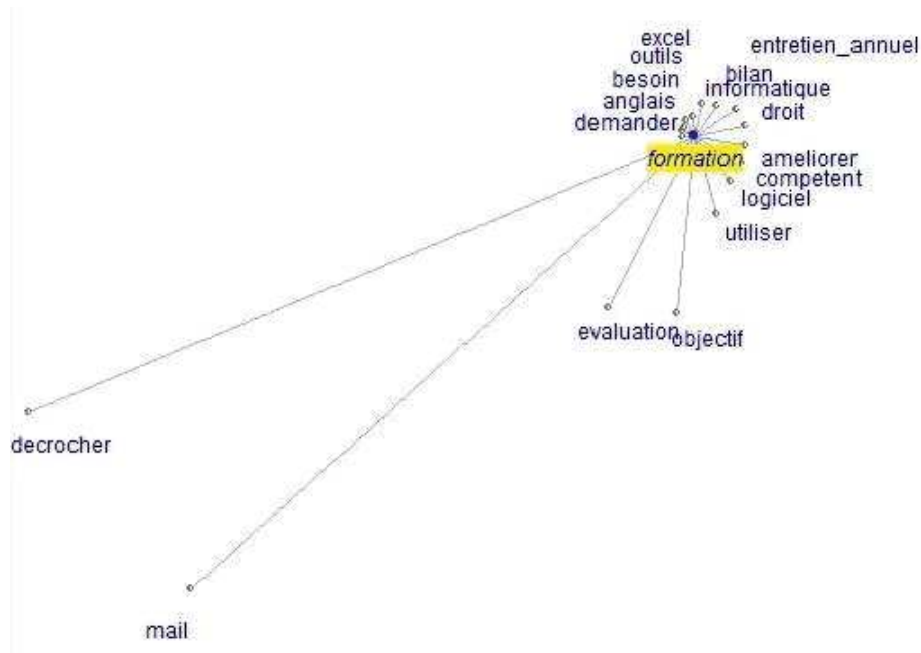 excel
entretien_annuel
outils
bilan
besoin
informatique
anglais
droit
demander
formation
ameliorer
competent
logiciel
utiliser
evaluation
objectif
decrocher
mail